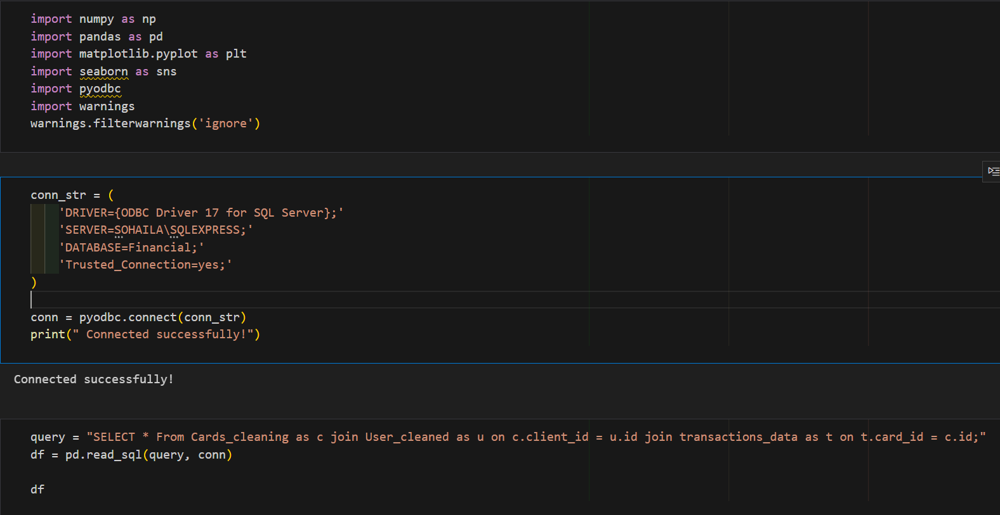 import numpy as np
import pandas as pd
import matplotlib.pyplot as plt
import seaborn as sns
import pyodbc
import warnings
warnings.filterwarnings('ignore')
conn_str = (
    'DRIVER={ODBC Driver 17 for SQL Server};'
    'SERVER=SOHAILA\SQLEXPRESS;'
    'DATABASE=Financial;'
    'Trusted_Connection=yes;'
)
conn = pyodbc.connect(conn_str)
print(" Connected successfully!")
Connected successfully!
query = "SELECT * From Cards_cleaning as c join User_cleaned as u on c.client_id = u.id join transactions_data as t on t.card_id = c.id;"
df = pd.read_sql(query, conn)
df